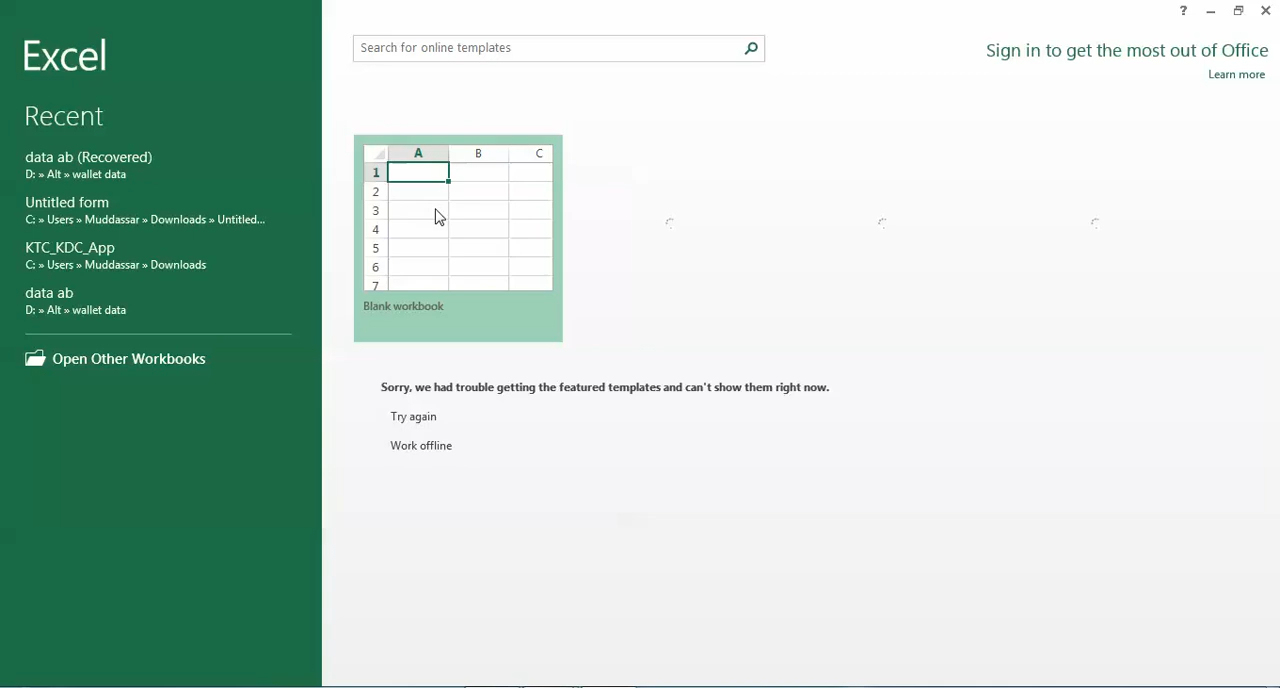 ?
Excel
Search for online templates
Sign in to get the most out of Office
Learn more
Recent
data ab (Recovered)
D: » Alt » wallet data
Untitled form
C: » Users » Muddassar » Downloads » Untitled...
KTC_KDC_App
C: » Users » Muddassar » Downloads
data ab
D: » Alt » wallet data
Open Other Workbooks
A B C
1
2
3
4
5
6
7
Blank workbook
Sorry, we had trouble getting the featured templates and can't show them right now.
Try again
Work offline